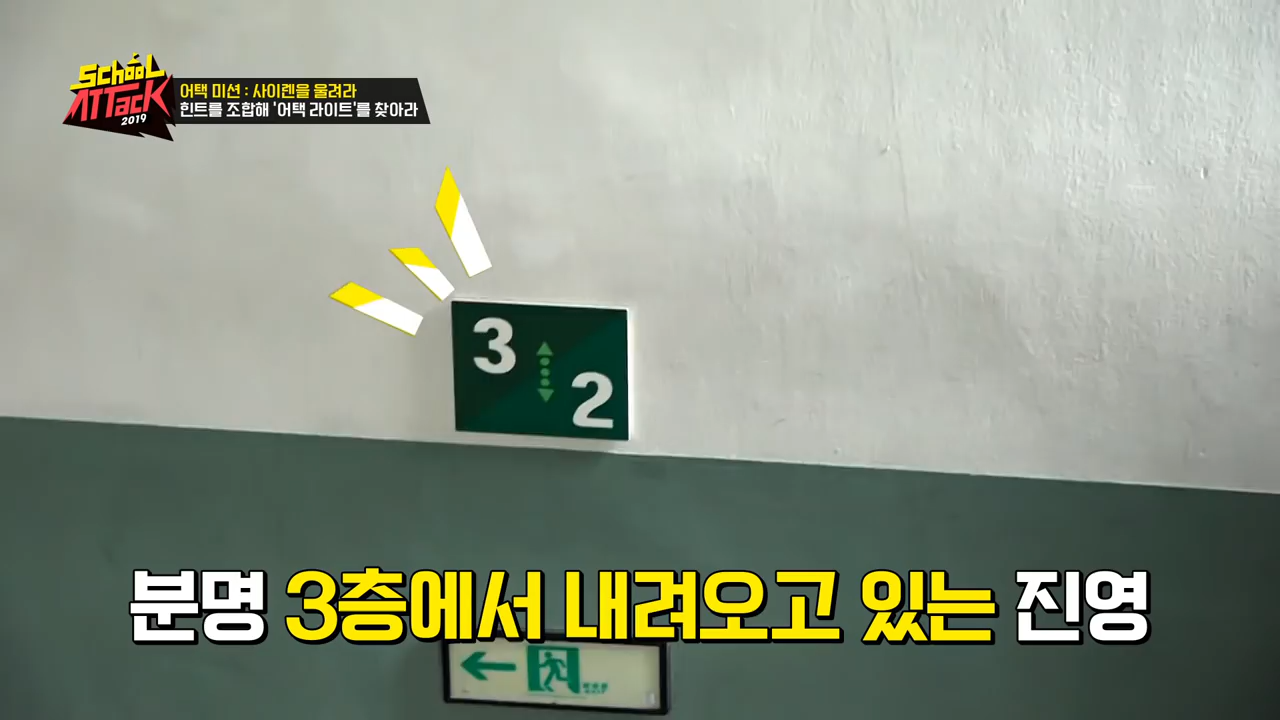 School
Attack
2019
어택 미션 : 사이렌을 울려라
힌트를 조합해 '어택 라이트'를 찾아라
3
2
분명 3층에서 내려오고 있는 진영